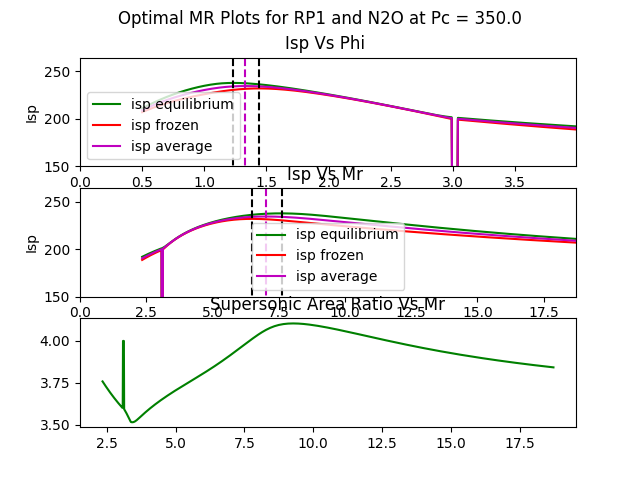 Optimal MR Plots for RP1 and N2O at Pc = 350.0
Isp Vs Phi
250
200
150
Isp
isp equilibrium
isp frozen
isp average
0.0 0.5 1.0 1.5 2.0 2.5 3.0 3.5
Isp Vs Mr
250
200
150
Isp
isp equilibrium
isp frozen
isp average
0.0 2.5 5.0 7.5 10.0 12.5 15.0 17.5
Supersonic Area Ratio Vs Mr
4.00
3.75
3.50
2.5 5.0 7.5 10.0 12.5 15.0 17.5